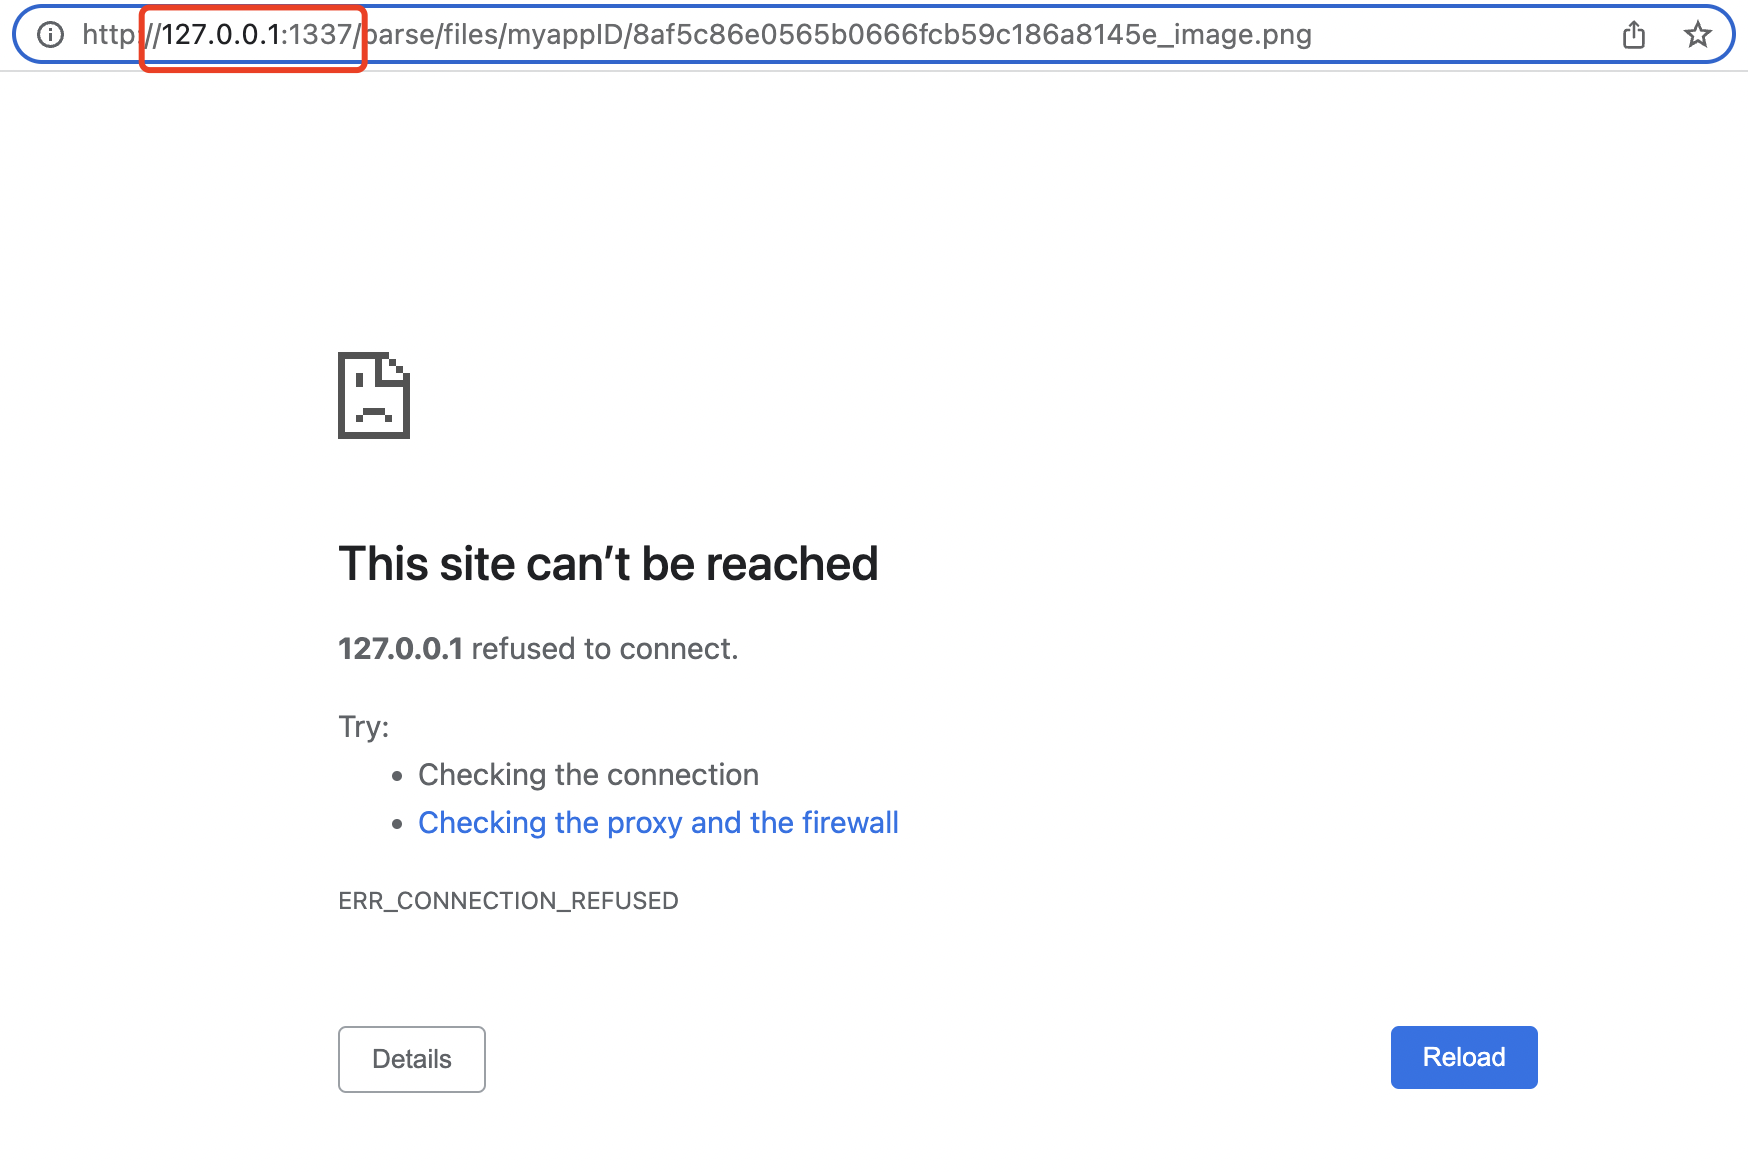 http://127.0.0.1:1337/parse/files/myappID/8af5c86e0565b0666fcb59c186a8145e_image.png
This site can’t be reached
127.0.0.1 refused to connect.
Try:
• Checking the connection
• Checking the proxy and the firewall
ERR_CONNECTION_REFUSED
Details
Reload